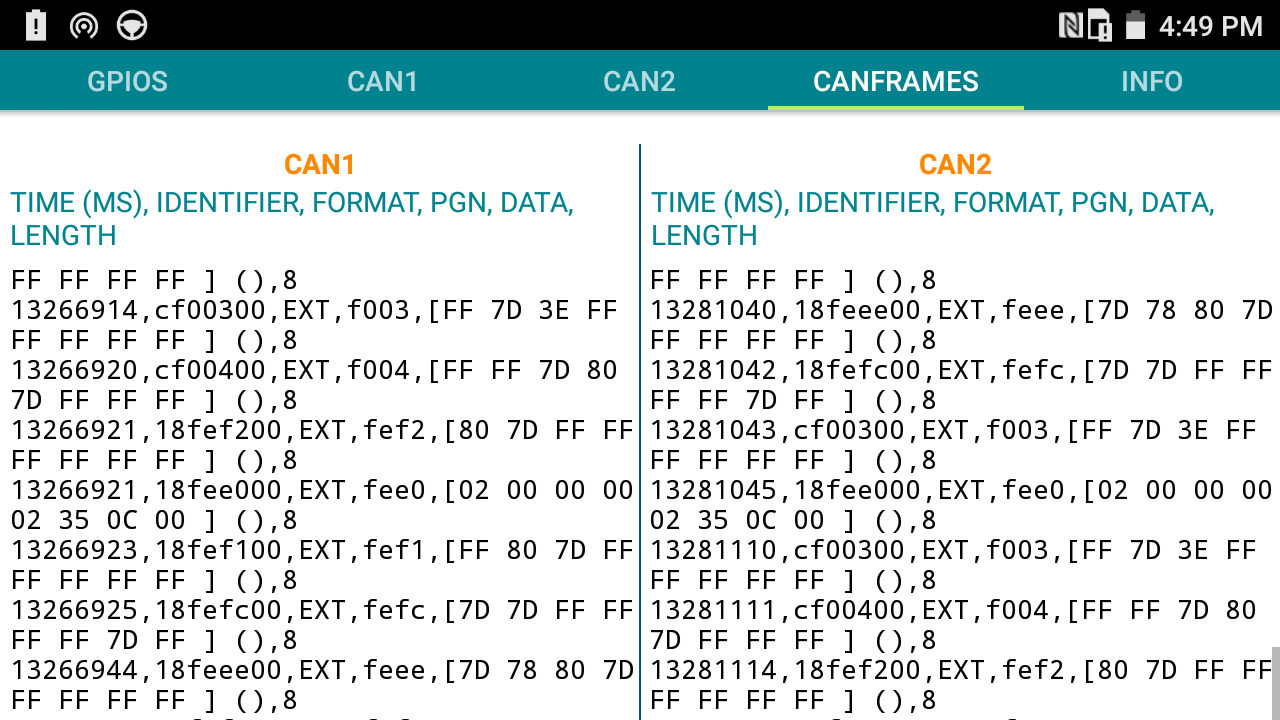 4:49 PM
GPIOS CAN1 CAN2 CANFRAMES INFO
CAN1
TIME (MS), IDENTIFIER, FORMAT, PGN, DATA,
LENGTH
FF FF FF FF ] (),8
13266914,cf00300,EXT,f003,[FF 7D 3E FF
FF FF FF FF ] (),8
13266920,cf00400,EXT,f004,[FF FF 7D 80
7D FF FF FF ] (),8
13266921,18fef200,EXT,fef2,[80 7D FF FF
FF FF FF FF ] (),8
13266921,18fee000,EXT,fee0,[02 00 00 00
02 35 0C 00 ] (),8
13266923,18fef100,EXT,fef1,[FF 80 7D FF
FF FF FF FF ] (),8
13266925,18fefc00,EXT,fefc,[7D 7D FF FF
FF FF 7D FF ] (),8
13266944,18feee00,EXT,feee,[7D 78 80 7D
FF FF FF FF ] (),8
CAN2
TIME (MS), IDENTIFIER, FORMAT, PGN, DATA,
LENGTH
FF FF FF FF ] (),8
13281040,18feee00,EXT,feee,[7D 78 80 7D
FF FF FF FF ] (),8
13281042,18fefc00,EXT,fefc,[7D 7D FF FF
FF FF 7D FF ] (),8
13281043,cf00300,EXT,f003,[FF 7D 3E FF
FF FF FF FF ] (),8
13281045,18fee000,EXT,fee0,[02 00 00 00
02 35 0C 00 ] (),8
13281110,cf00300,EXT,f003,[FF 7D 3E FF
FF FF FF FF ] (),8
13281111,cf00400,EXT,f004,[FF FF 7D 80
7D FF FF FF ] (),8
13281114,18fef200,EXT,fef2,[80 7D FF FF
FF FF FF FF ] (),8